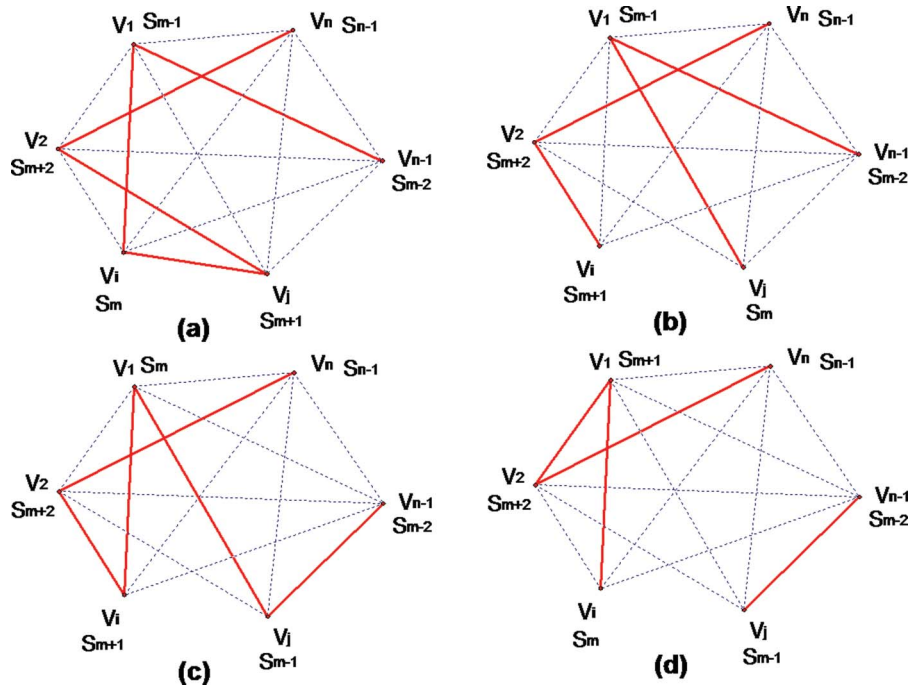 V1 Sm-1 Vn Sn-1
V2 Sm+2 Vn-1 Sm-2
Vi Sm Vj Sm+1
(a)
V1 Sm-1 Vn Sn-1
V2 Sm+2 Vn-1 Sm-2
Vi Sm+1 Vj Sm
(b)
V1 Sm Vn Sn-1
V2 Sm+2 Vn-1 Sm-2
Vi Sm+1 Vj Sm-1
(c)
V1 Sm+1 Vn Sn-1
V2 Sm+2 Vn-1 Sm-2
Vi Sm Vj Sm-1
(d)